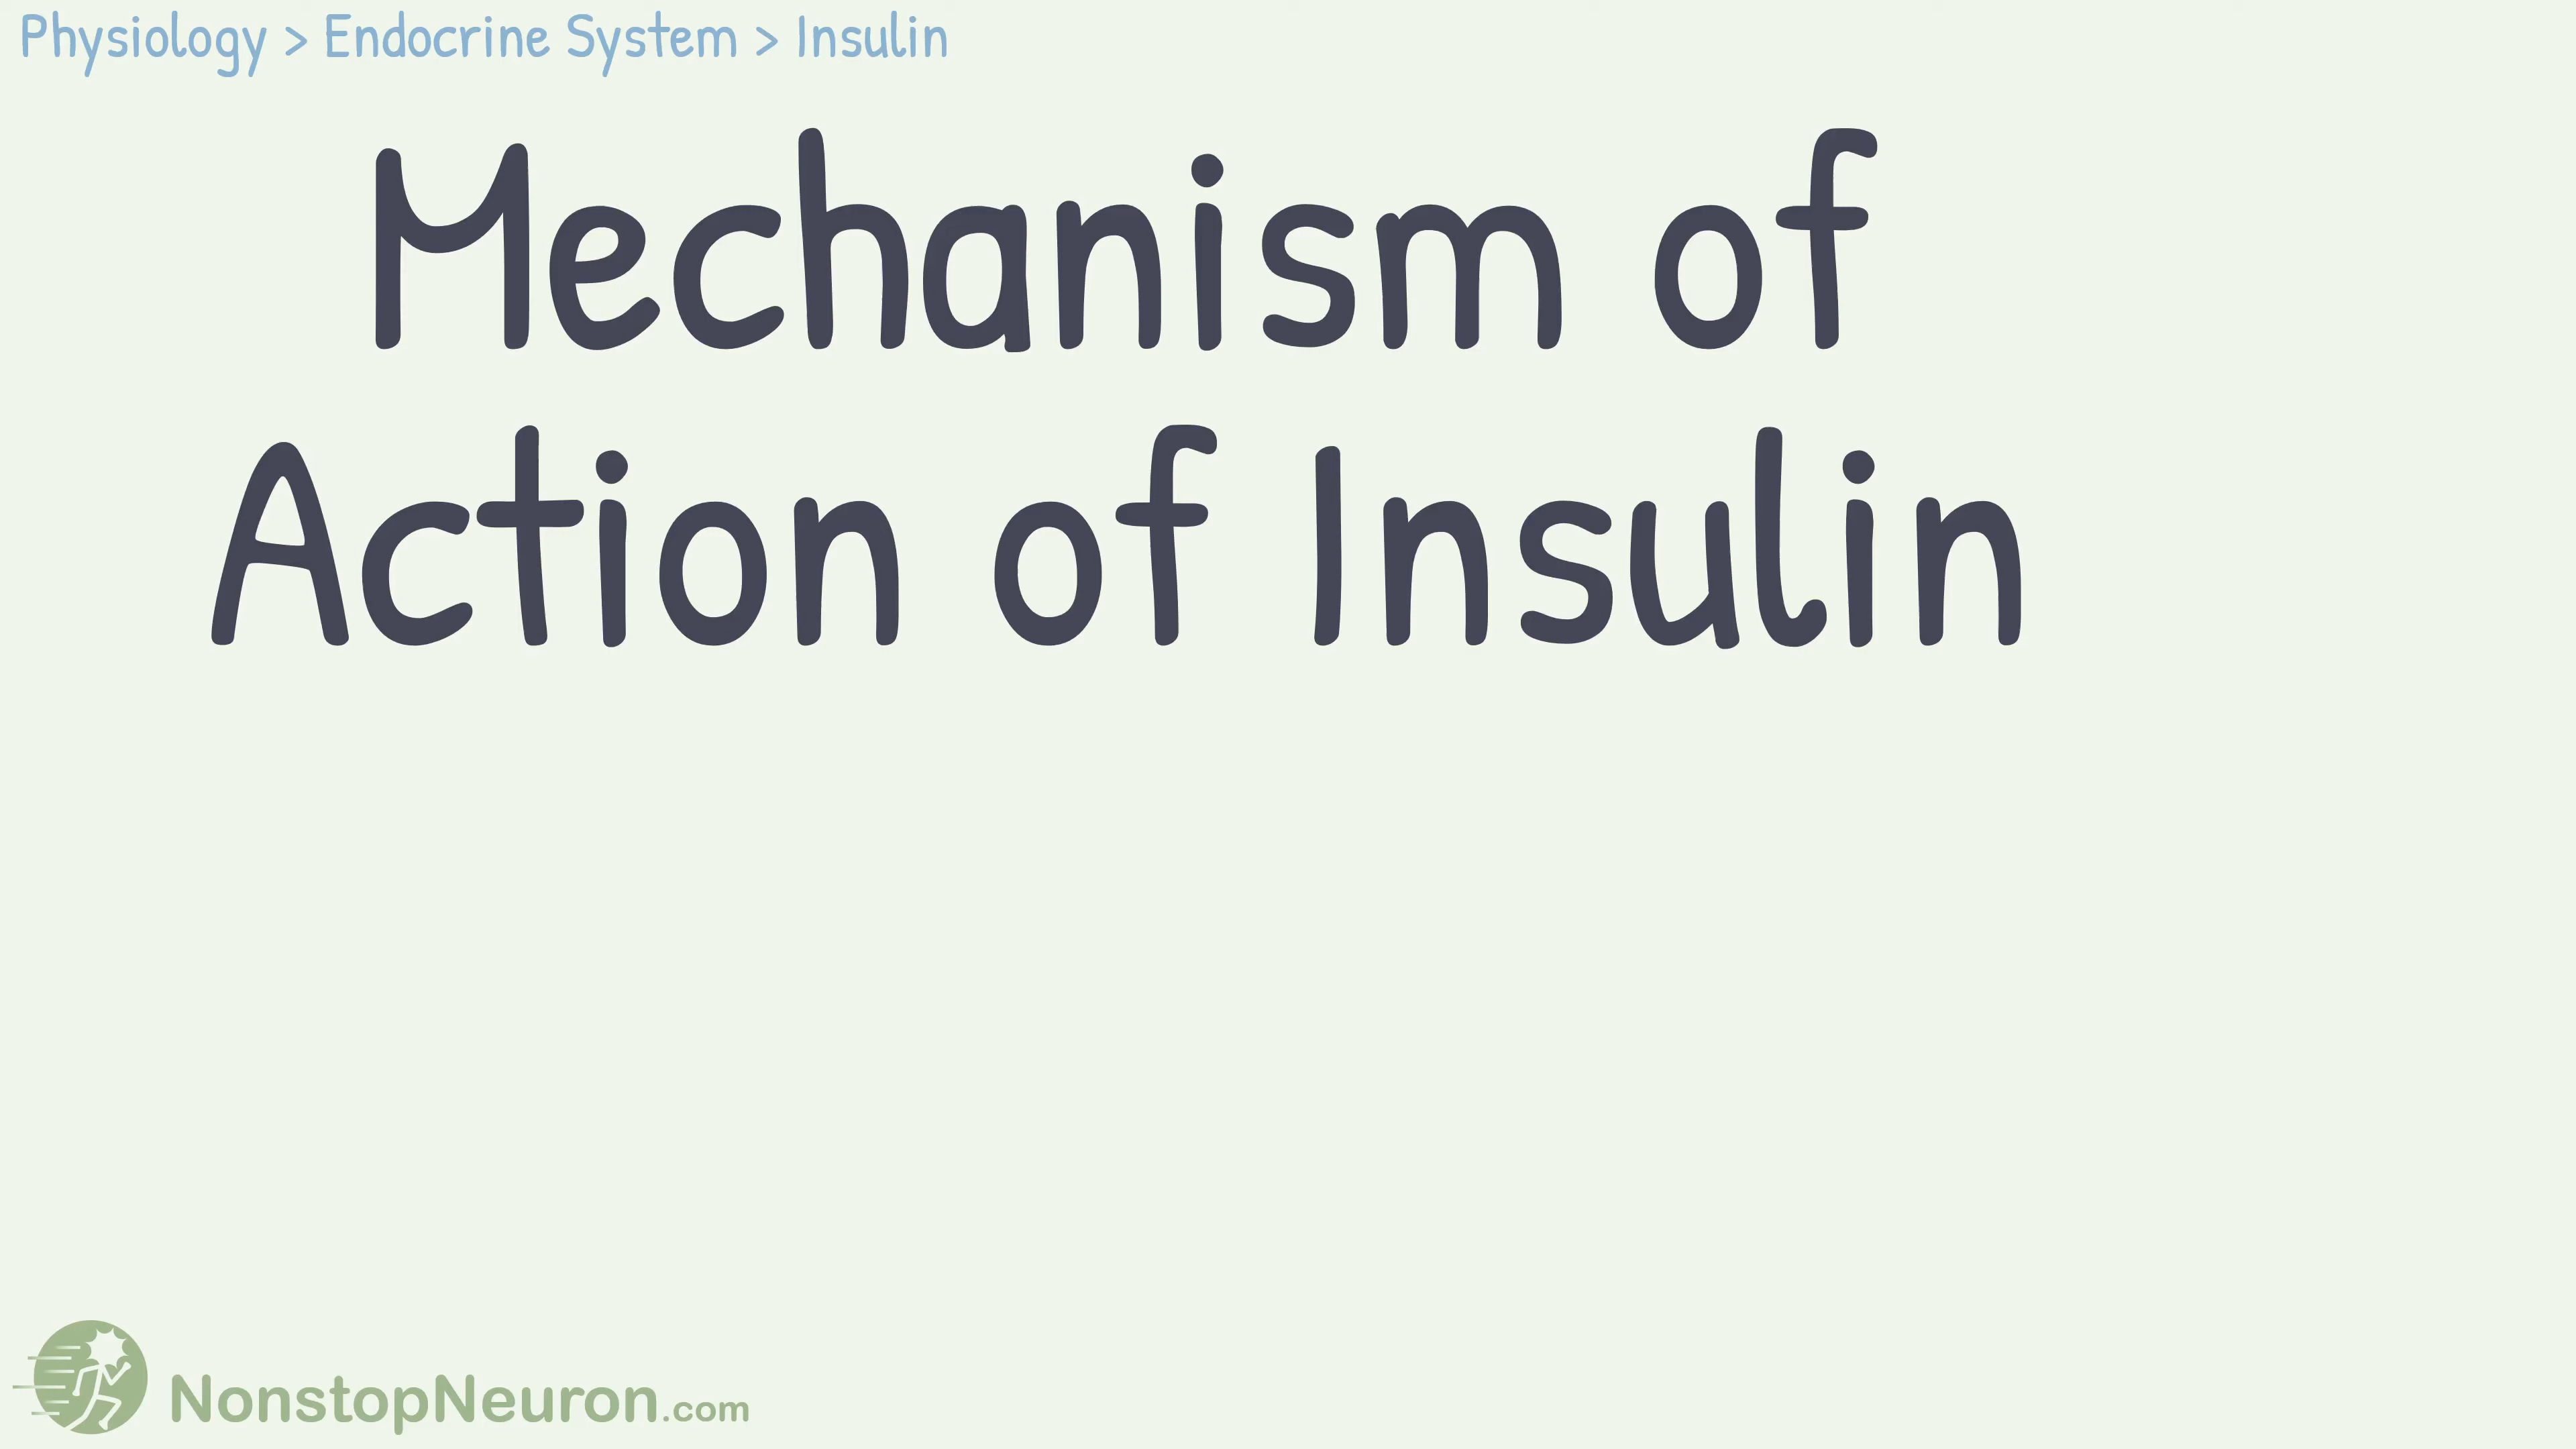 Physiology > Endocrine System > Insulin
Mechanism of
Action of Insulin
NonstopNeuron.com